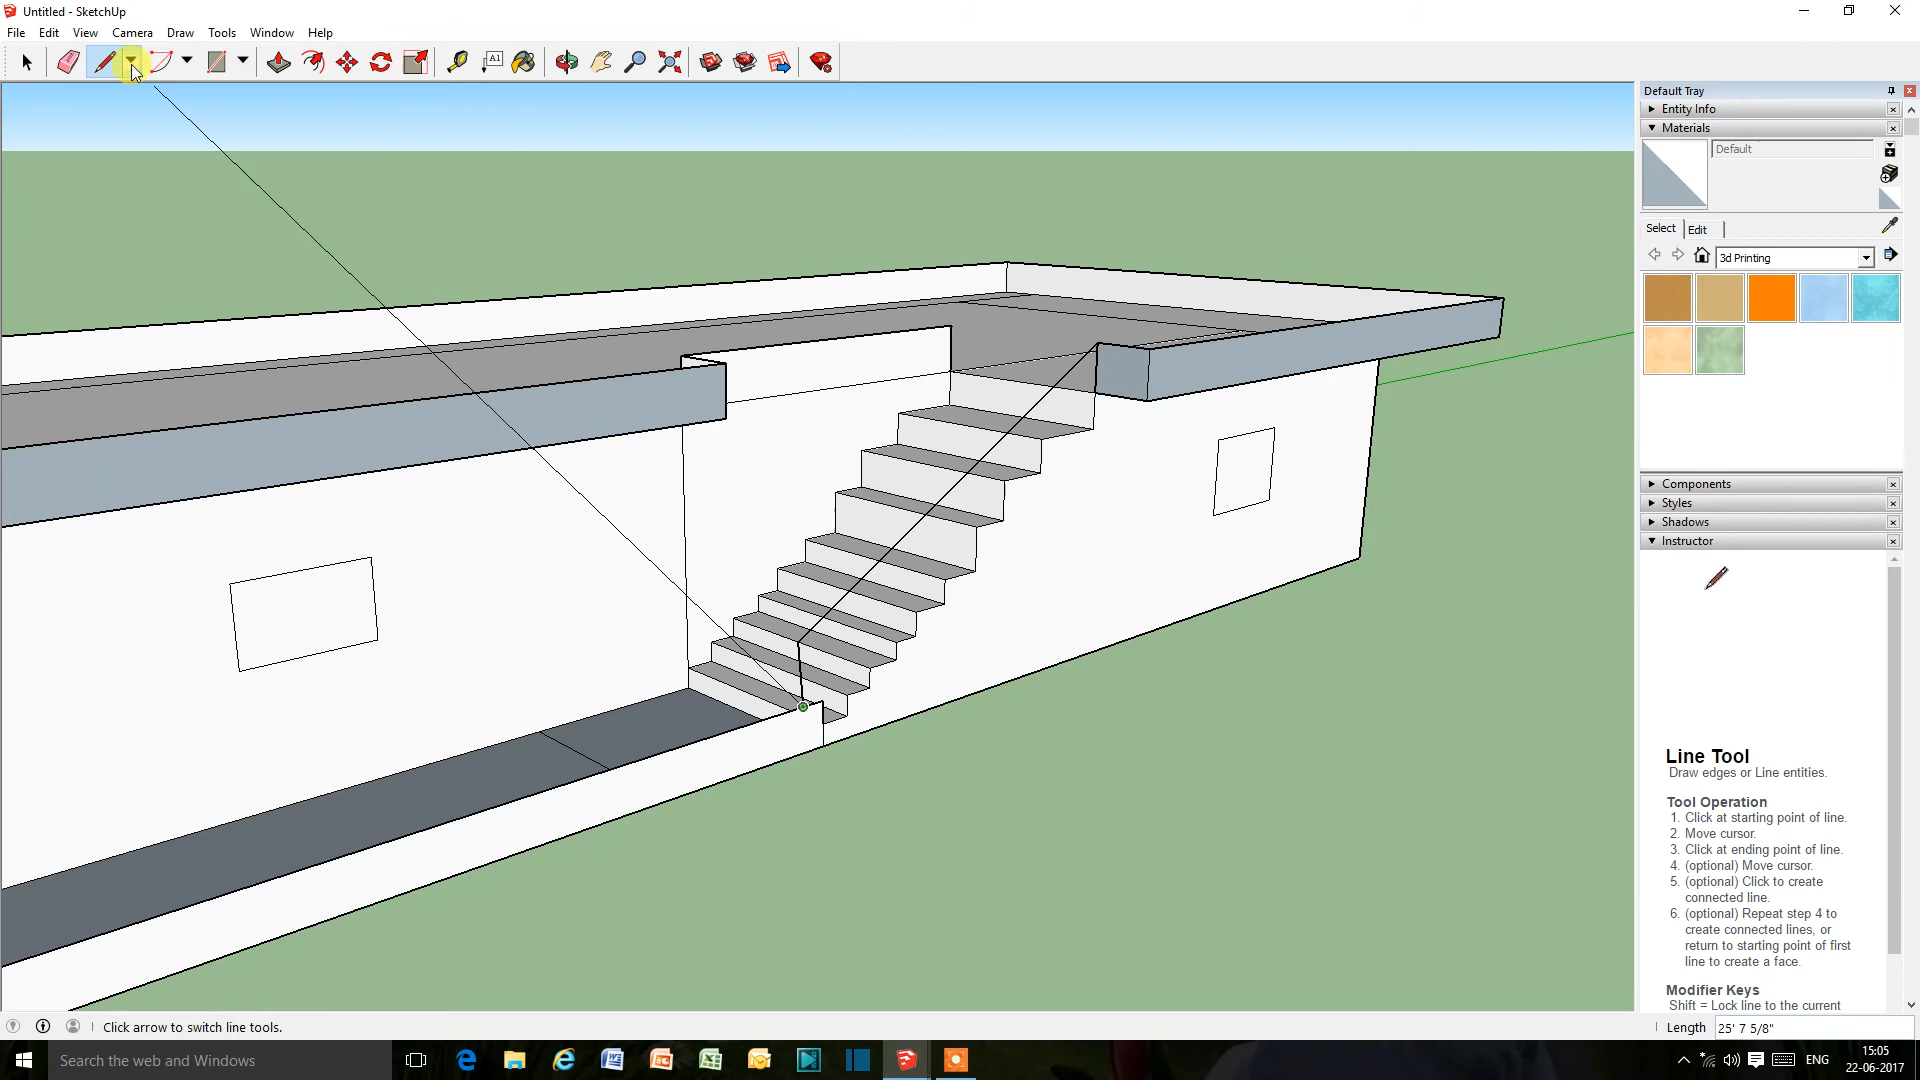 Untitled - SketchUp
File Edit View Camera Draw Tools Window Help
A1
Default Tray
Entity Info
Materials
Default
Select Edit
3d Printing
Components
Styles
Shadows
Instructor
Line Tool
Draw edges or Line entities.
Tool Operation
1. Click at starting point of line.
2. Move cursor.
3. Click at ending point of line.
4. (optional) Move cursor.
5. (optional) Click to create
connected line.
6. (optional) Repeat step 4 to
create connected lines, or
return to starting point of first
line to create a face.
Modifier Keys
Shift = Lock line to the current
Click arrow to switch line tools.
Length 25' 7 5/8"
Search the web and Windows
ENG
15:05
22-06-2017